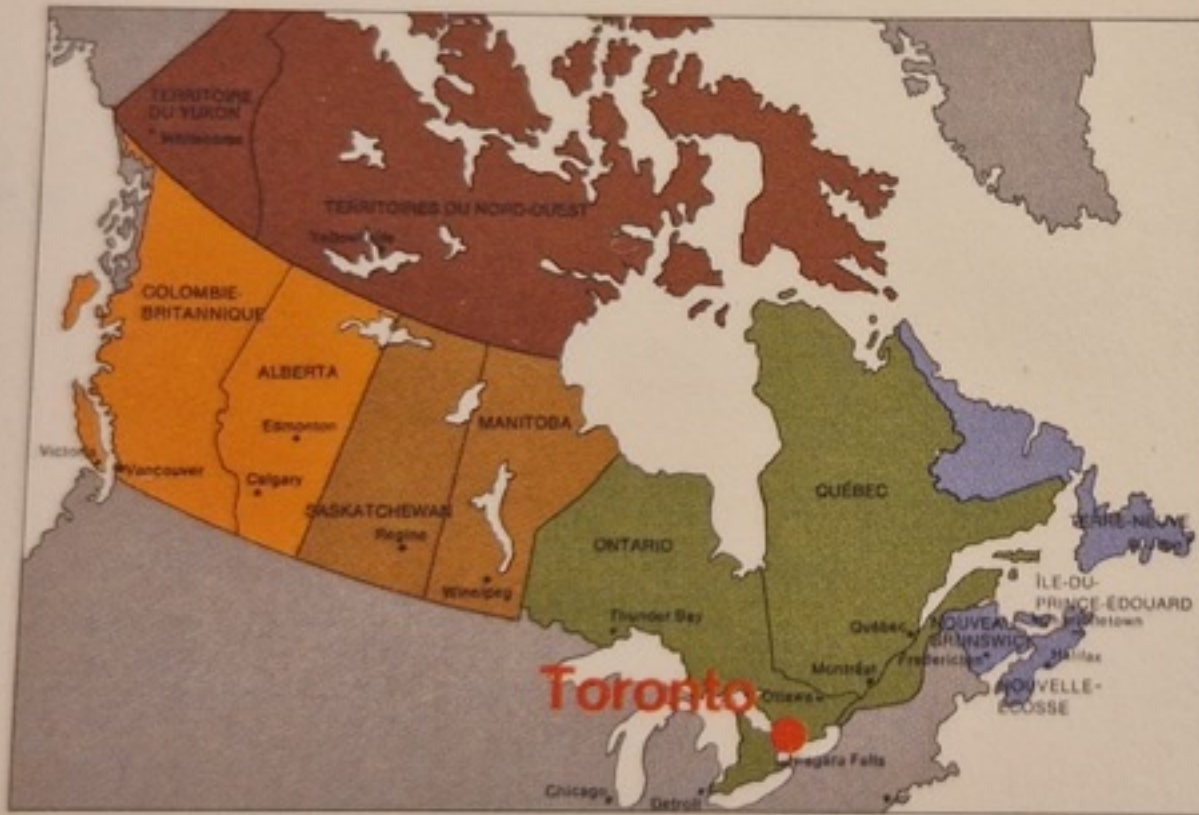 TERRITOIRE
DU YUKON
Whitehorse
TERRITOIRES DU NORD-OUEST
Yellowknife
COLOMBIE-
BRITANNIQUE
ALBERTA
Edmonton
MANITOBA
Victoria
Vancouver
Calgary
QUÉBEC
SASKATCHEWAN
Regina
ONTARIO
TERRE-NEUVE
Winnipeg
ÎLE-DU-
PRINCE-ÉDOUARD
Thunder Bay
Québec
NOUVEAU
BRUNSWICK
Fredericton
Halifax
Montréal
Toronto
Ottawa
NOUVELLE-
ÉCOSSE
Niagara Falls
Chicago
Detroit